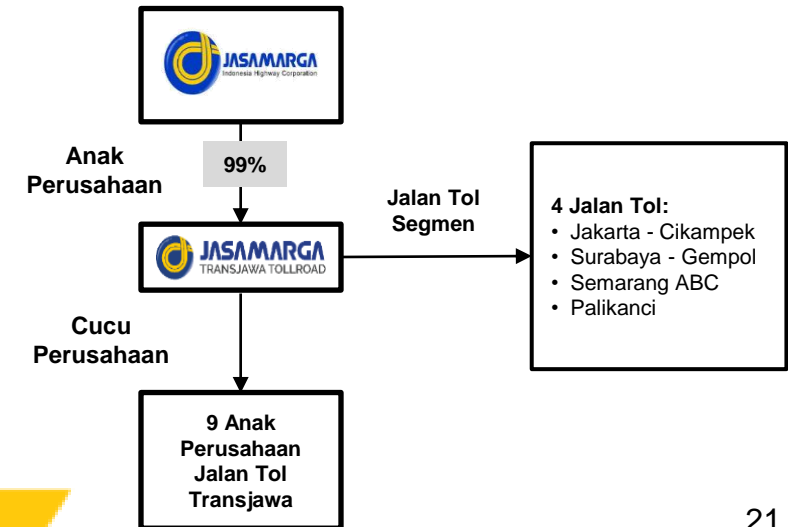 JASAMARGA
Indonesia Highway Corporation
Anak
Perusahaan
99%
JASAMARGA
TRANSJAWA TOLLROAD
Jalan Tol
Segmen
4 Jalan Tol:
• Jakarta - Cikampek
• Surabaya - Gempol
• Semarang ABC
• Palikanci
Cucu
Perusahaan
9 Anak
Perusahaan
Jalan Tol
Transjawa
21